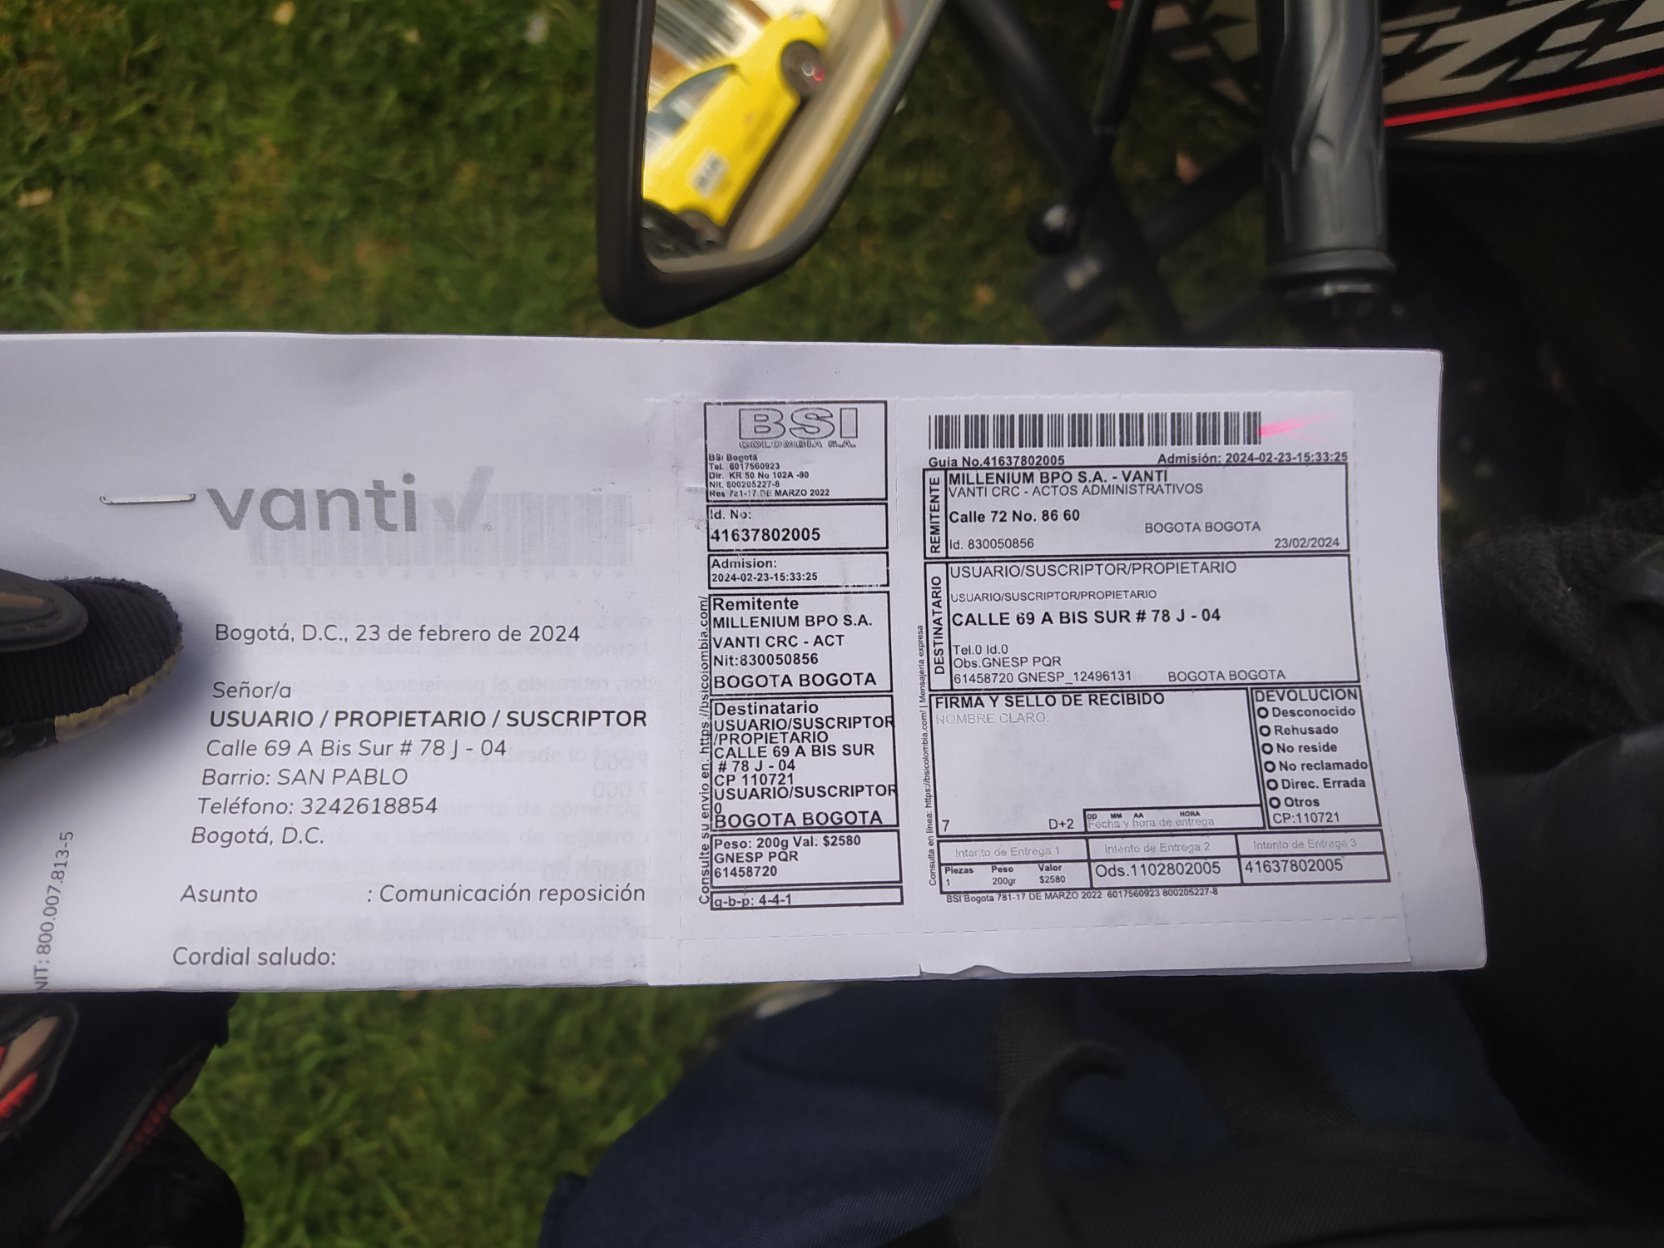 vanti
Bogotá, D.C., 23 de febrero de 2024
Señor/a
USUARIO / PROPIETARIO / SUSCRIPTOR
Calle 69 A Bis Sur # 78 J - 04
Barrio: SAN PABLO
Teléfono: 3242618854
Bogotá, D.C.
Asunto : Comunicación reposición
Cordial saludo:
NIT: 800.007.813-5
BSI
COLOMBIA S.A.
BSI Bogotá
Tel. 6017560923
Dir. KR 50 No 102A -90
Nit. 800205227-8
Res 781-17 DE MARZO 2022
Id. No:
41637802005
Admision:
2024-02-23-15:33:25
Remitente
MILLENIUM BPO S.A.
VANTI CRC - ACT
Nit:830050856
BOGOTA BOGOTA
Destinatario
USUARIO/SUSCRIPTOR
/PROPIETARIO
CALLE 69 A BIS SUR
# 78 J - 04
CP 110721
USUARIO/SUSCRIPTOR
0
BOGOTA BOGOTA
Peso: 200g Val. $2580
GNESP PQR
61458720
q-b-p: 4-4-1
Consulte su envio en: https://bsicolombia.com/
Guia No.41637802005 Admisión: 2024-02-23-15:33:25
REMITENTE
MILLENIUM BPO S.A. - VANTI
VANTI CRC - ACTOS ADMINISTRATIVOS
Calle 72 No. 86 60
BOGOTA BOGOTA
Id. 830050856 23/02/2024
DESTINATARIO
USUARIO/SUSCRIPTOR/PROPIETARIO
USUARIO/SUSCRIPTOR/PROPIETARIO
CALLE 69 A BIS SUR # 78 J - 04
Tel.0 Id.0
Obs.GNESP PQR
61458720 GNESP_12496131 BOGOTA BOGOTA
FIRMA Y SELLO DE RECIBIDO
NOMBRE CLARO:
7 D+2
DD MM AA HORA
Fecha y hora de entrega
DEVOLUCION
Desconocido
Rehusado
No reside
No reclamado
Direc. Errada
Otros
CP:110721
Intento de Entrega 1 Intento de Entrega 2 Intento de Entrega 3
Piezas Peso Valor
1 200gr $2580
Ods.1102802005
41637802005
BSI Bogota 781-17 DE MARZO 2022 6017560923 800205227-8
Consulta en linea: https://bsicolombia.com/ | Mensajeria expresa